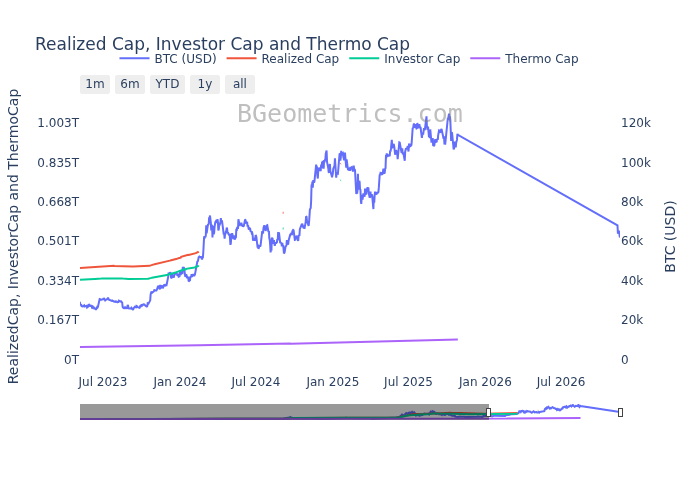 Realized Cap, Investor Cap and Thermo Cap
BTC (USD) Realized Cap Investor Cap Thermo Cap
1m 6m YTD 1y all
BGeometrics.com
RealizedCap, InvestorCap and ThermoCap
1.003T
0.835T
0.668T
0.501T
0.334T
0.167T
0T
120k
100k
80k
60k
40k
20k
0
BTC (USD)
Jul 2023 Jan 2024 Jul 2024 Jan 2025 Jul 2025 Jan 2026 Jul 2026